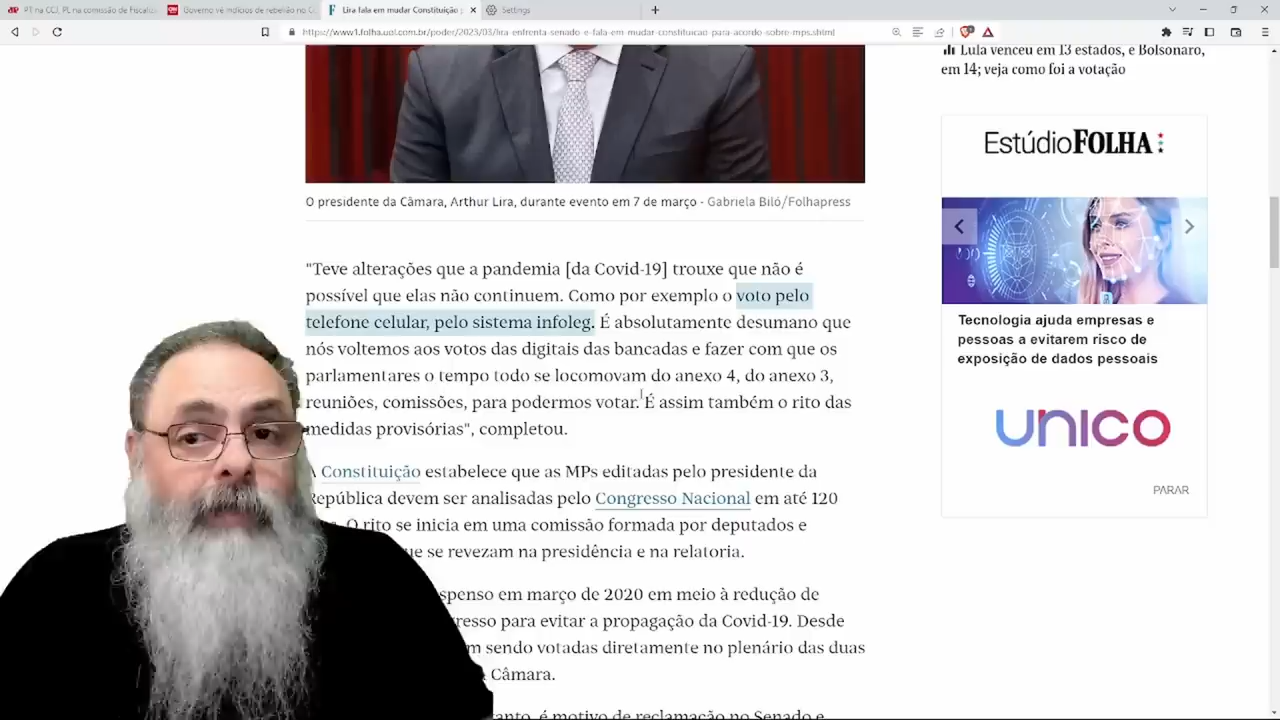 PT na CCJ, PL na comissão de Fiscaliz
Governo vê indícios de rebelião no C
Lira fala em mudar Constituição p
Settings
https://www1.folha.uol.com.br/poder/2023/03/lira-enfrenta-senado-e-fala-em-mudar-constituicao-para-acordo-sobre-mps.shtml
O presidente da Câmara, Arthur Lira, durante evento em 7 de março - Gabriela Biló/Folhapress
"Teve alterações que a pandemia [da Covid-19] trouxe que não é
possível que elas não continuem. Como por exemplo o voto pelo
telefone celular, pelo sistema infoleg. É absolutamente desumano que
nós voltemos aos votos das digitais das bancadas e fazer com que os
parlamentares o tempo todo se locomovam do anexo 4, do anexo 3,
reuniões, comissões, para podermos votar. É assim também o rito das
medidas provisórias", completou.
A Constituição estabelece que as MPs editadas pelo presidente da
República devem ser analisadas pelo Congresso Nacional em até 120
O rito se inicia em uma comissão formada por deputados e
ue se revezam na presidência e na relatoria.
spenso em março de 2020 em meio à redução de
resso para evitar a propagação da Covid-19. Desde
m sendo votadas diretamente no plenário das duas
Câmara.
anto, é motivo de reclamação no Senado e
Lula venceu em 13 estados, e Bolsonaro,
em 14; veja como foi a votação
Estúdio FOLHA
Tecnologia ajuda empresas e
pessoas a evitarem risco de
exposição de dados pessoais
unico
PARAR